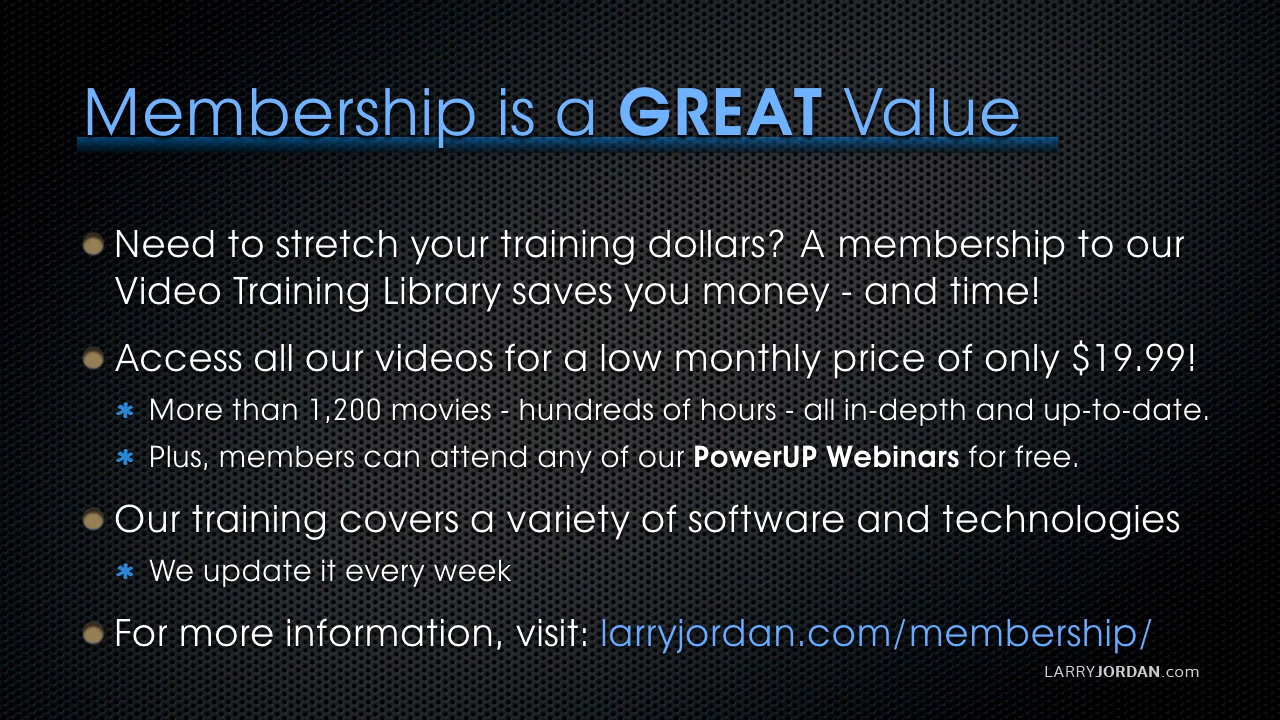 Membership is a GREAT Value
Need to stretch your training dollars? A membership to our
Video Training Library saves you money - and time!
Access all our videos for a low monthly price of only $19.99!
More than 1,200 movies - hundreds of hours - all in-depth and up-to-date.
Plus, members can attend any of our PowerUP Webinars for free.
Our training covers a variety of software and technologies
We update it every week
For more information, visit: larryjordan.com/membership/
LARRYJORDAN.com